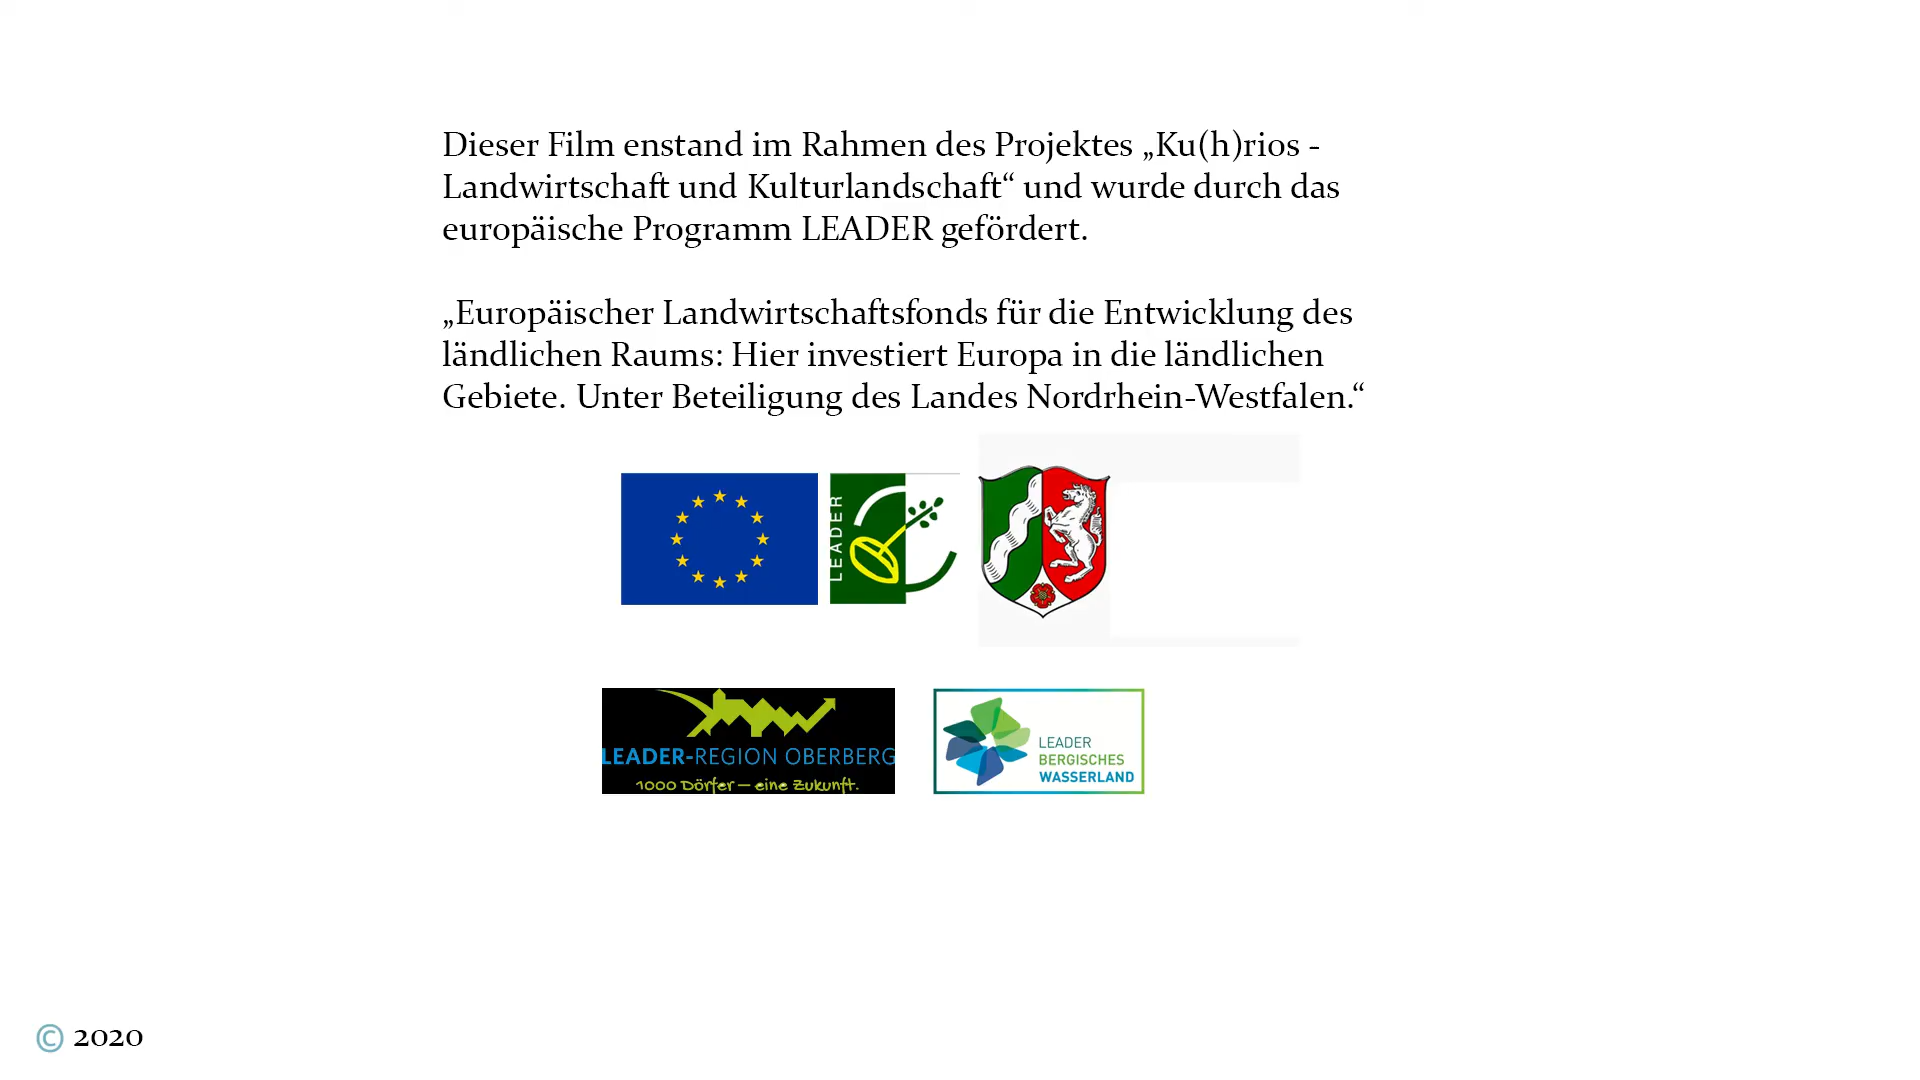 Dieser Film enstand im Rahmen des Projektes „Ku(h)rios -
Landwirtschaft und Kulturlandschaft“ und wurde durch das
europäische Programm LEADER gefördert.
„Europäischer Landwirtschaftsfonds für die Entwicklung des
ländlichen Raums: Hier investiert Europa in die ländlichen
Gebiete. Unter Beteiligung des Landes Nordrhein-Westfalen.“
LEADER
LEADER-REGION OBERBERG
1000 Dörfer – eine Zukunft.
LEADER
BERGISCHES
WASSERLAND
© 2020